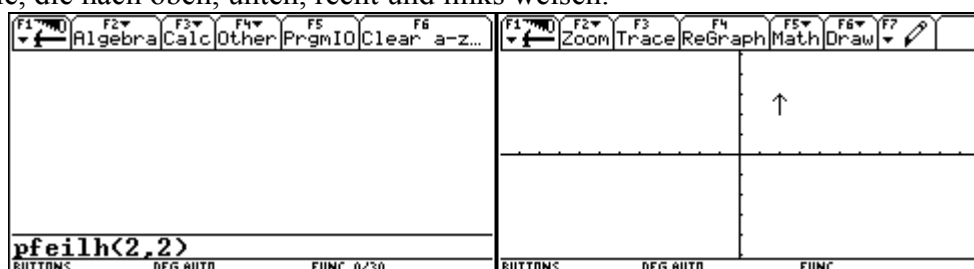 die nach oben, unten, recht und links weisen.
F1 F2 Algebra F3 Calc F4 Other F5 PrgmIO F6 Clear a-z…
pfeilh(2,2)
BUTTONS DEG AUTO FUNC 0/30
F1 F2 Zoom F3 Trace F4 ReGraph F5 Math F6 Draw F7
BUTTONS DEG AUTO FUNC